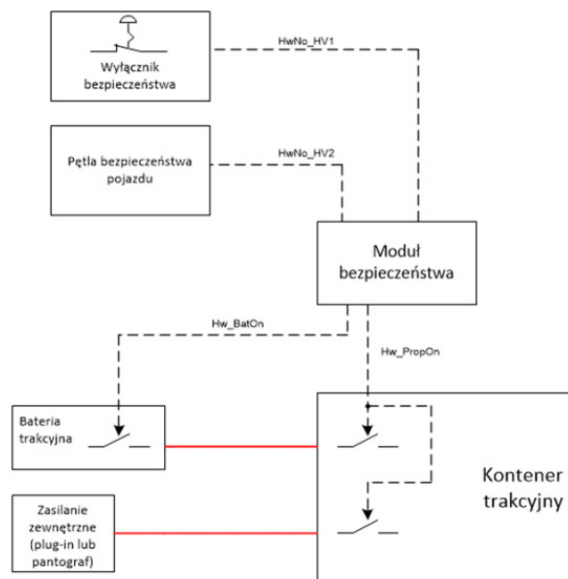 Wyłącznik
bezpieczeństwa
HwNo_HV1
Pętla bezpieczeństwa
pojazdu
HwNo_HV2
Moduł
bezpieczeństwa
Hw_BatOn
Hw_PropOn
Bateria
trakcyjna
Kontener
trakcyjny
Zasilanie
zewnętrzne
(plug-in lub
pantograf)